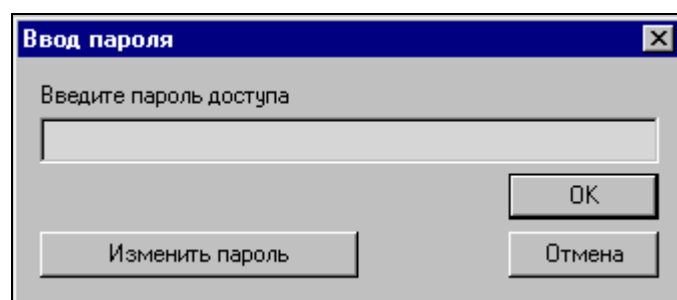 Ввод пароля
Введите пароль доступа
OK
Изменить пароль
Отмена